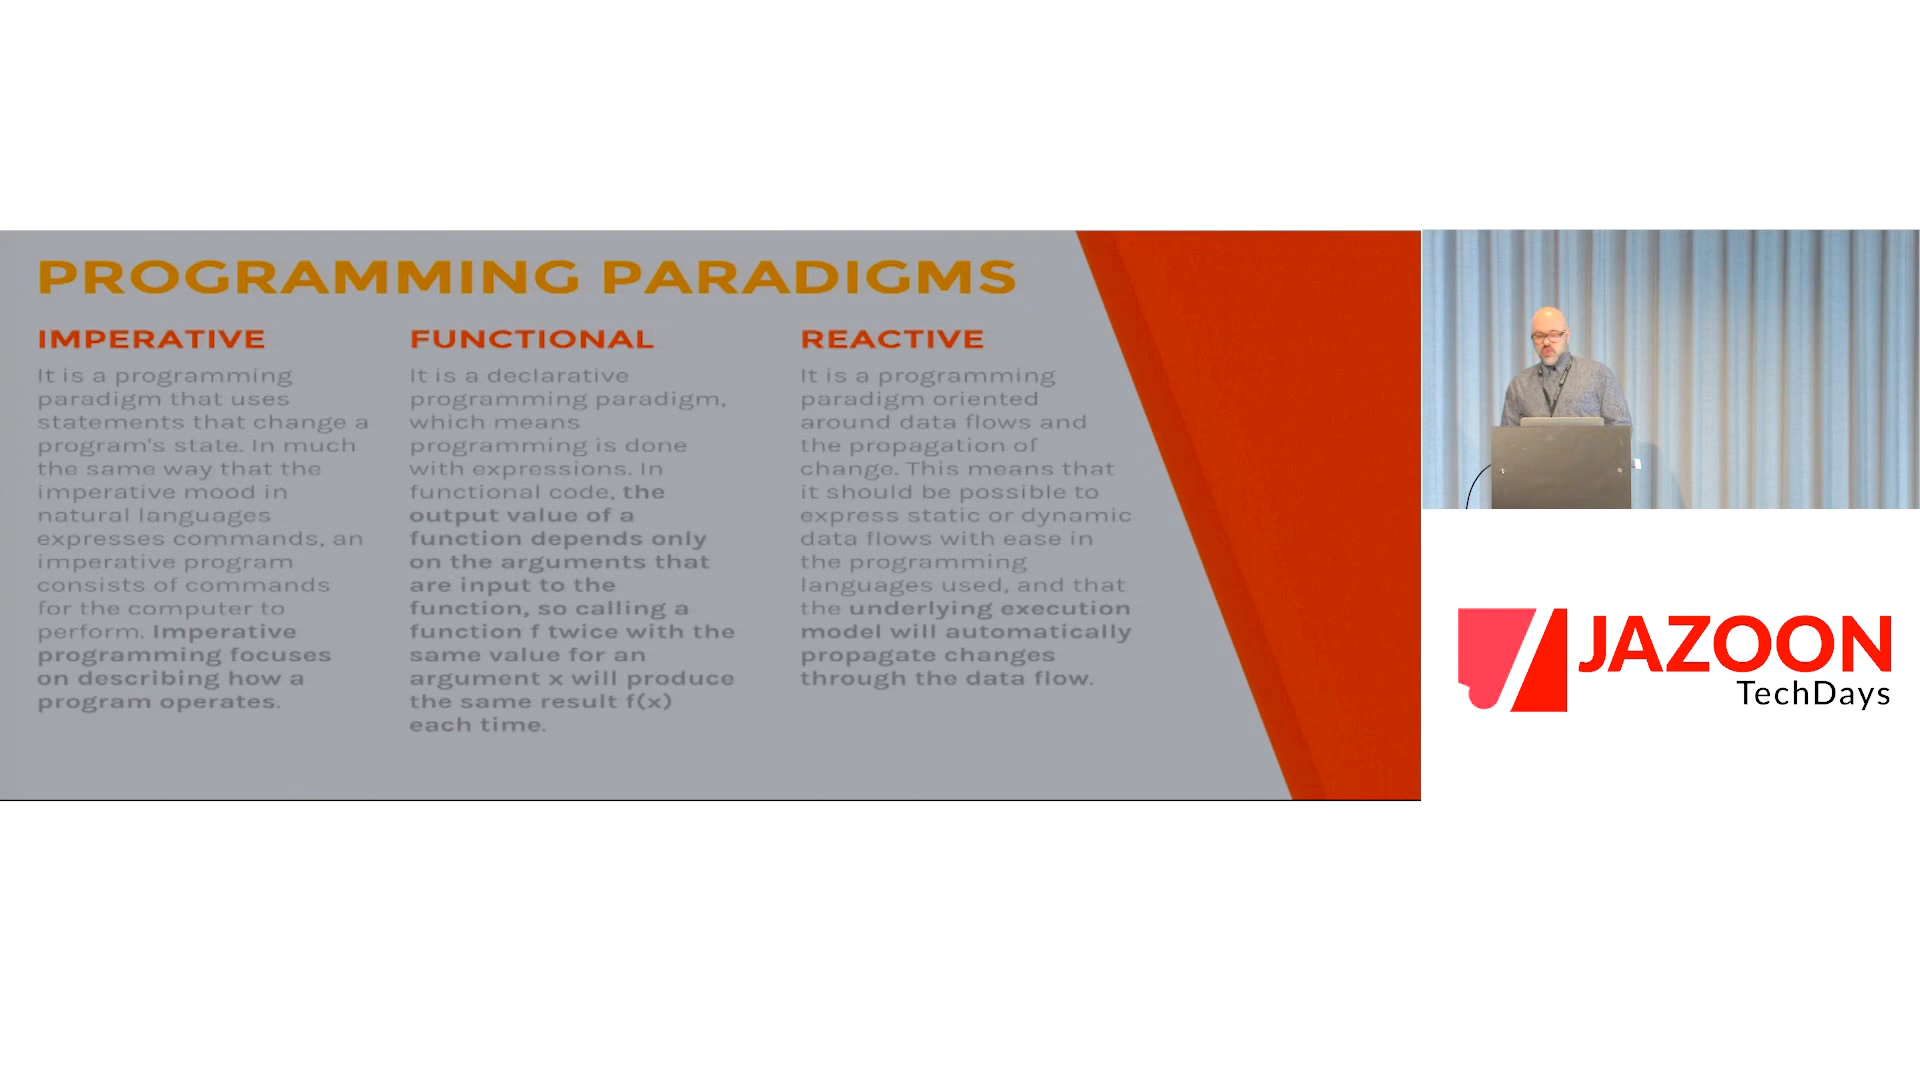 PROGRAMMING PARADIGMS
IMPERATIVE
It is a programming
paradigm that uses
statements that change a
program's state. In much
the same way that the
imperative mood in
natural languages
expresses commands, an
imperative program
consists of commands
for the computer to
perform. Imperative
programming focuses
on describing how a
program operates.
FUNCTIONAL
It is a declarative
programming paradigm,
which means
programming is done
with expressions. In
functional code, the
output value of a
function depends only
on the arguments that
are input to the
function, so calling a
function f twice with the
same value for an
argument x will produce
the same result f(x)
each time.
REACTIVE
It is a programming
paradigm oriented
around data flows and
the propagation of
change. This means that
it should be possible to
express static or dynamic
data flows with ease in
the programming
languages used, and that
the underlying execution
model will automatically
propagate changes
through the data flow.
JAZOON
TechDays